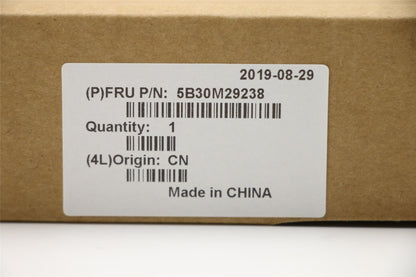 2019-08-29
(P)FRU P/N: 5B30M29238
Quantity: 1
(4L)Origin: CN
Made in CHINA